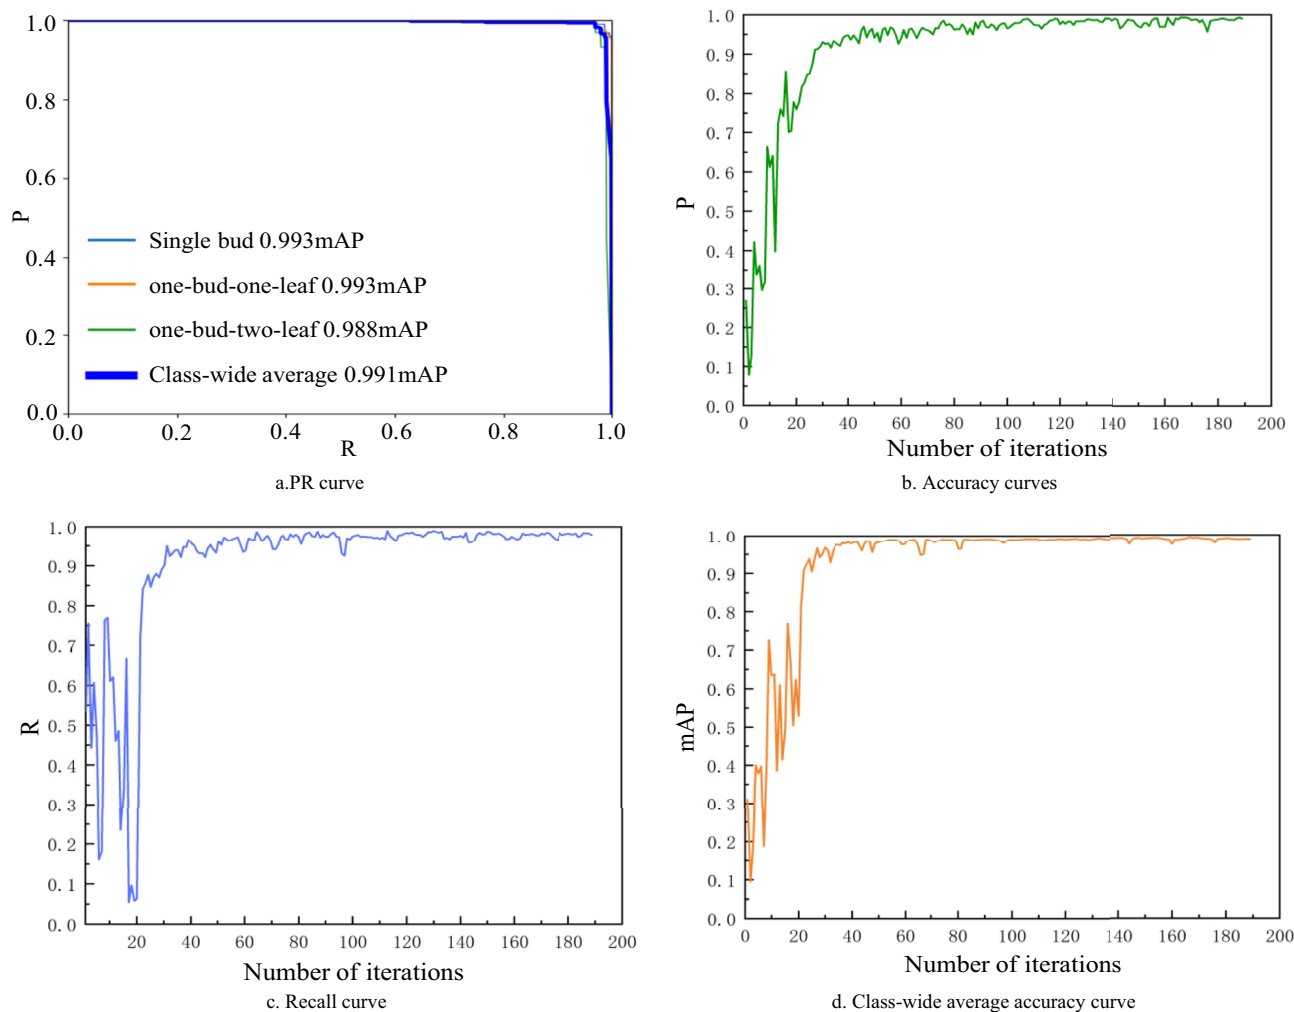 1.0
0.8
0.6
0.4
0.2
0.0
P
Single bud 0.993mAP
one-bud-one-leaf 0.993mAP
one-bud-two-leaf 0.988mAP
Class-wide average 0.991mAP
0.0 0.2 0.4 0.6 0.8 1.0
R
a.PR curve
1.0
0.9
0.8
0.7
0.6
0.5
0.4
0.3
0.2
0.1
0.0
P
0 20 40 60 80 100 120 140 160 180 200
Number of iterctions
b. Accuracy curves
1.0
0.9
0.8
0.7
0.6
0.5
0.4
0.3
0.2
0.1
0.0
R
20 40 60 80 100 120 140 160 180 200
Number of iterctions
c. Recall curve
1.0
0.9
0.8
0.7
0.6
0.5
0.4
0.3
0.2
0.1
0.0
mAP
0 20 40 60 80 100 120 140 160 180 200
Number of iterctions
d. Class-wide average accuracy curve